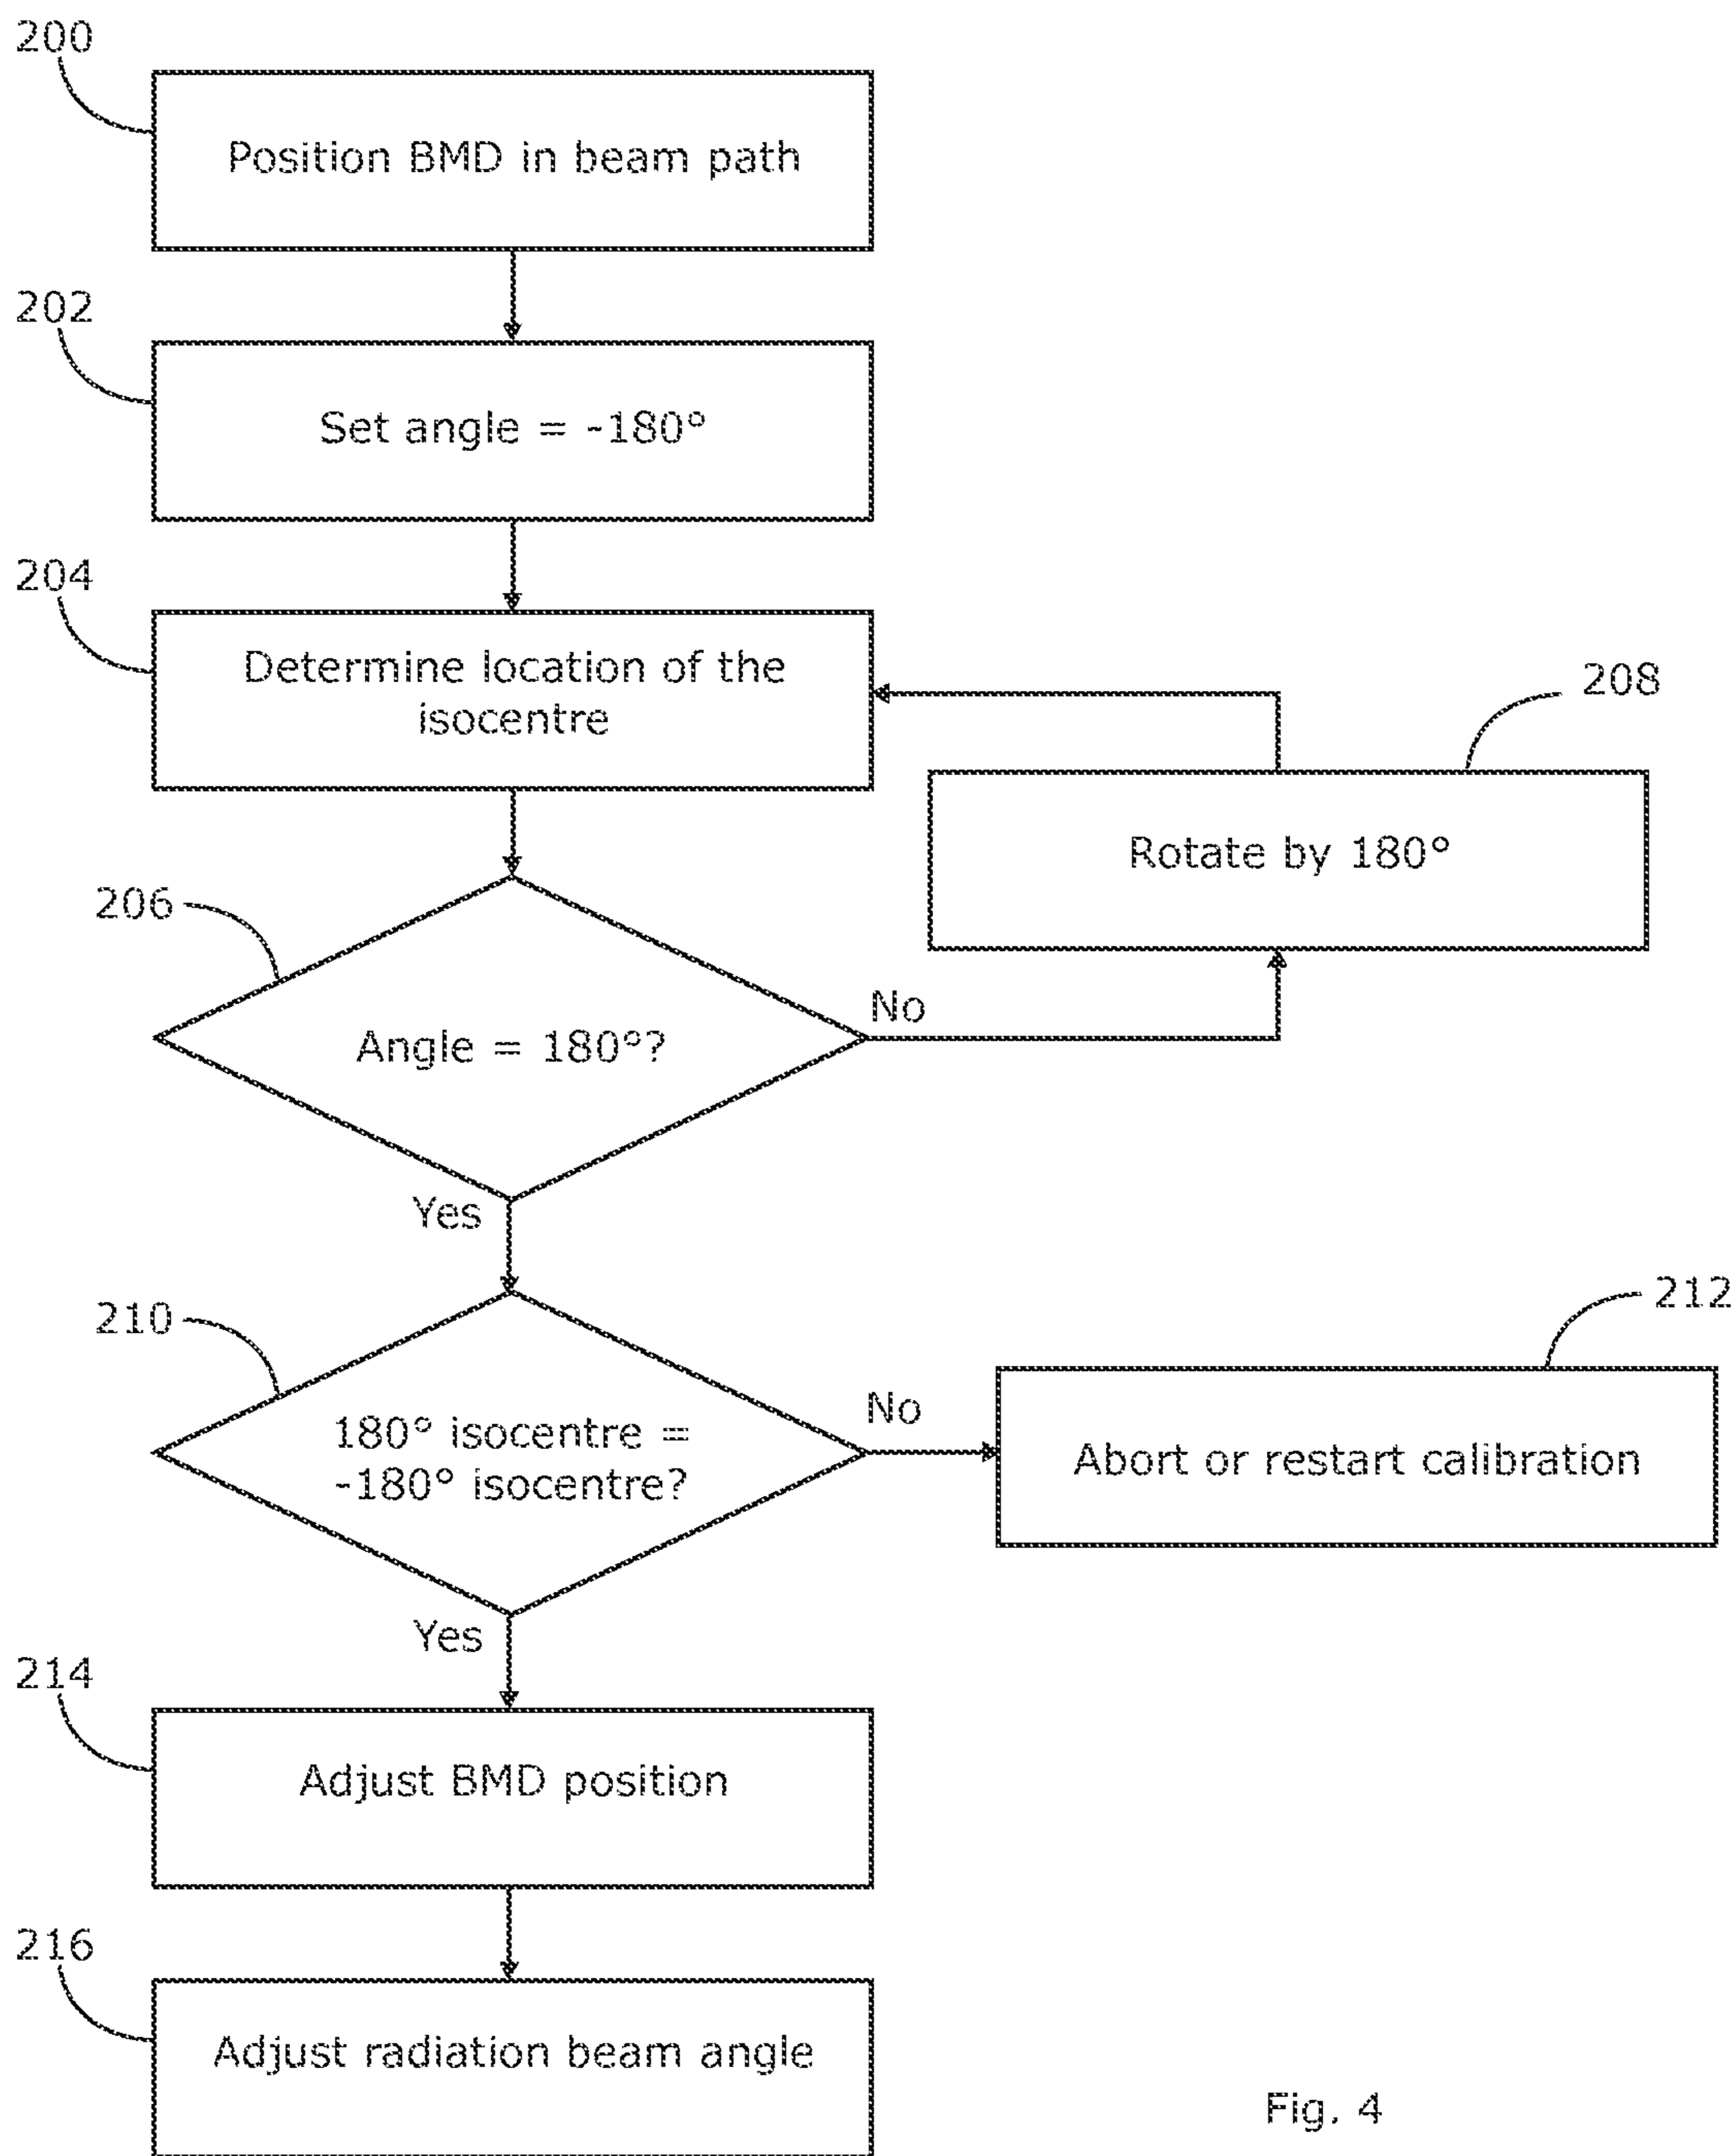 200
Position BMD in beam path
202
Set angle = -180°
204
Determine location of the
isocentre
208
Rotate by 180°
206
Angle = 180°?
No
Yes
210
180° isocentre =
-180° isocentre?
No
212
Abort or restart calibration
Yes
214
Adjust BMD position
216
Adjust radiation beam angle
Fig. 4